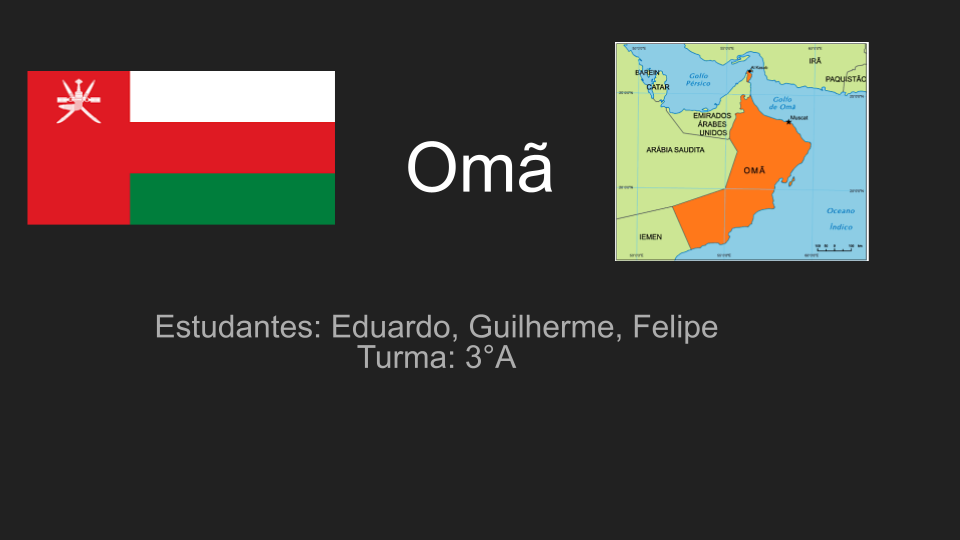 Omã
BAREIN
CATAR
Golfo
Pérsico
IRÃ
PAQUISTÃO
Golfo
de Omã
Muscat
EMIRADOS
ÁRABES
UNIDOS
ARÁBIA SAUDITA
OMÃ
Oceano
Índico
IEMEN
Estudantes: Eduardo, Guilherme, Felipe
Turma: 3°A